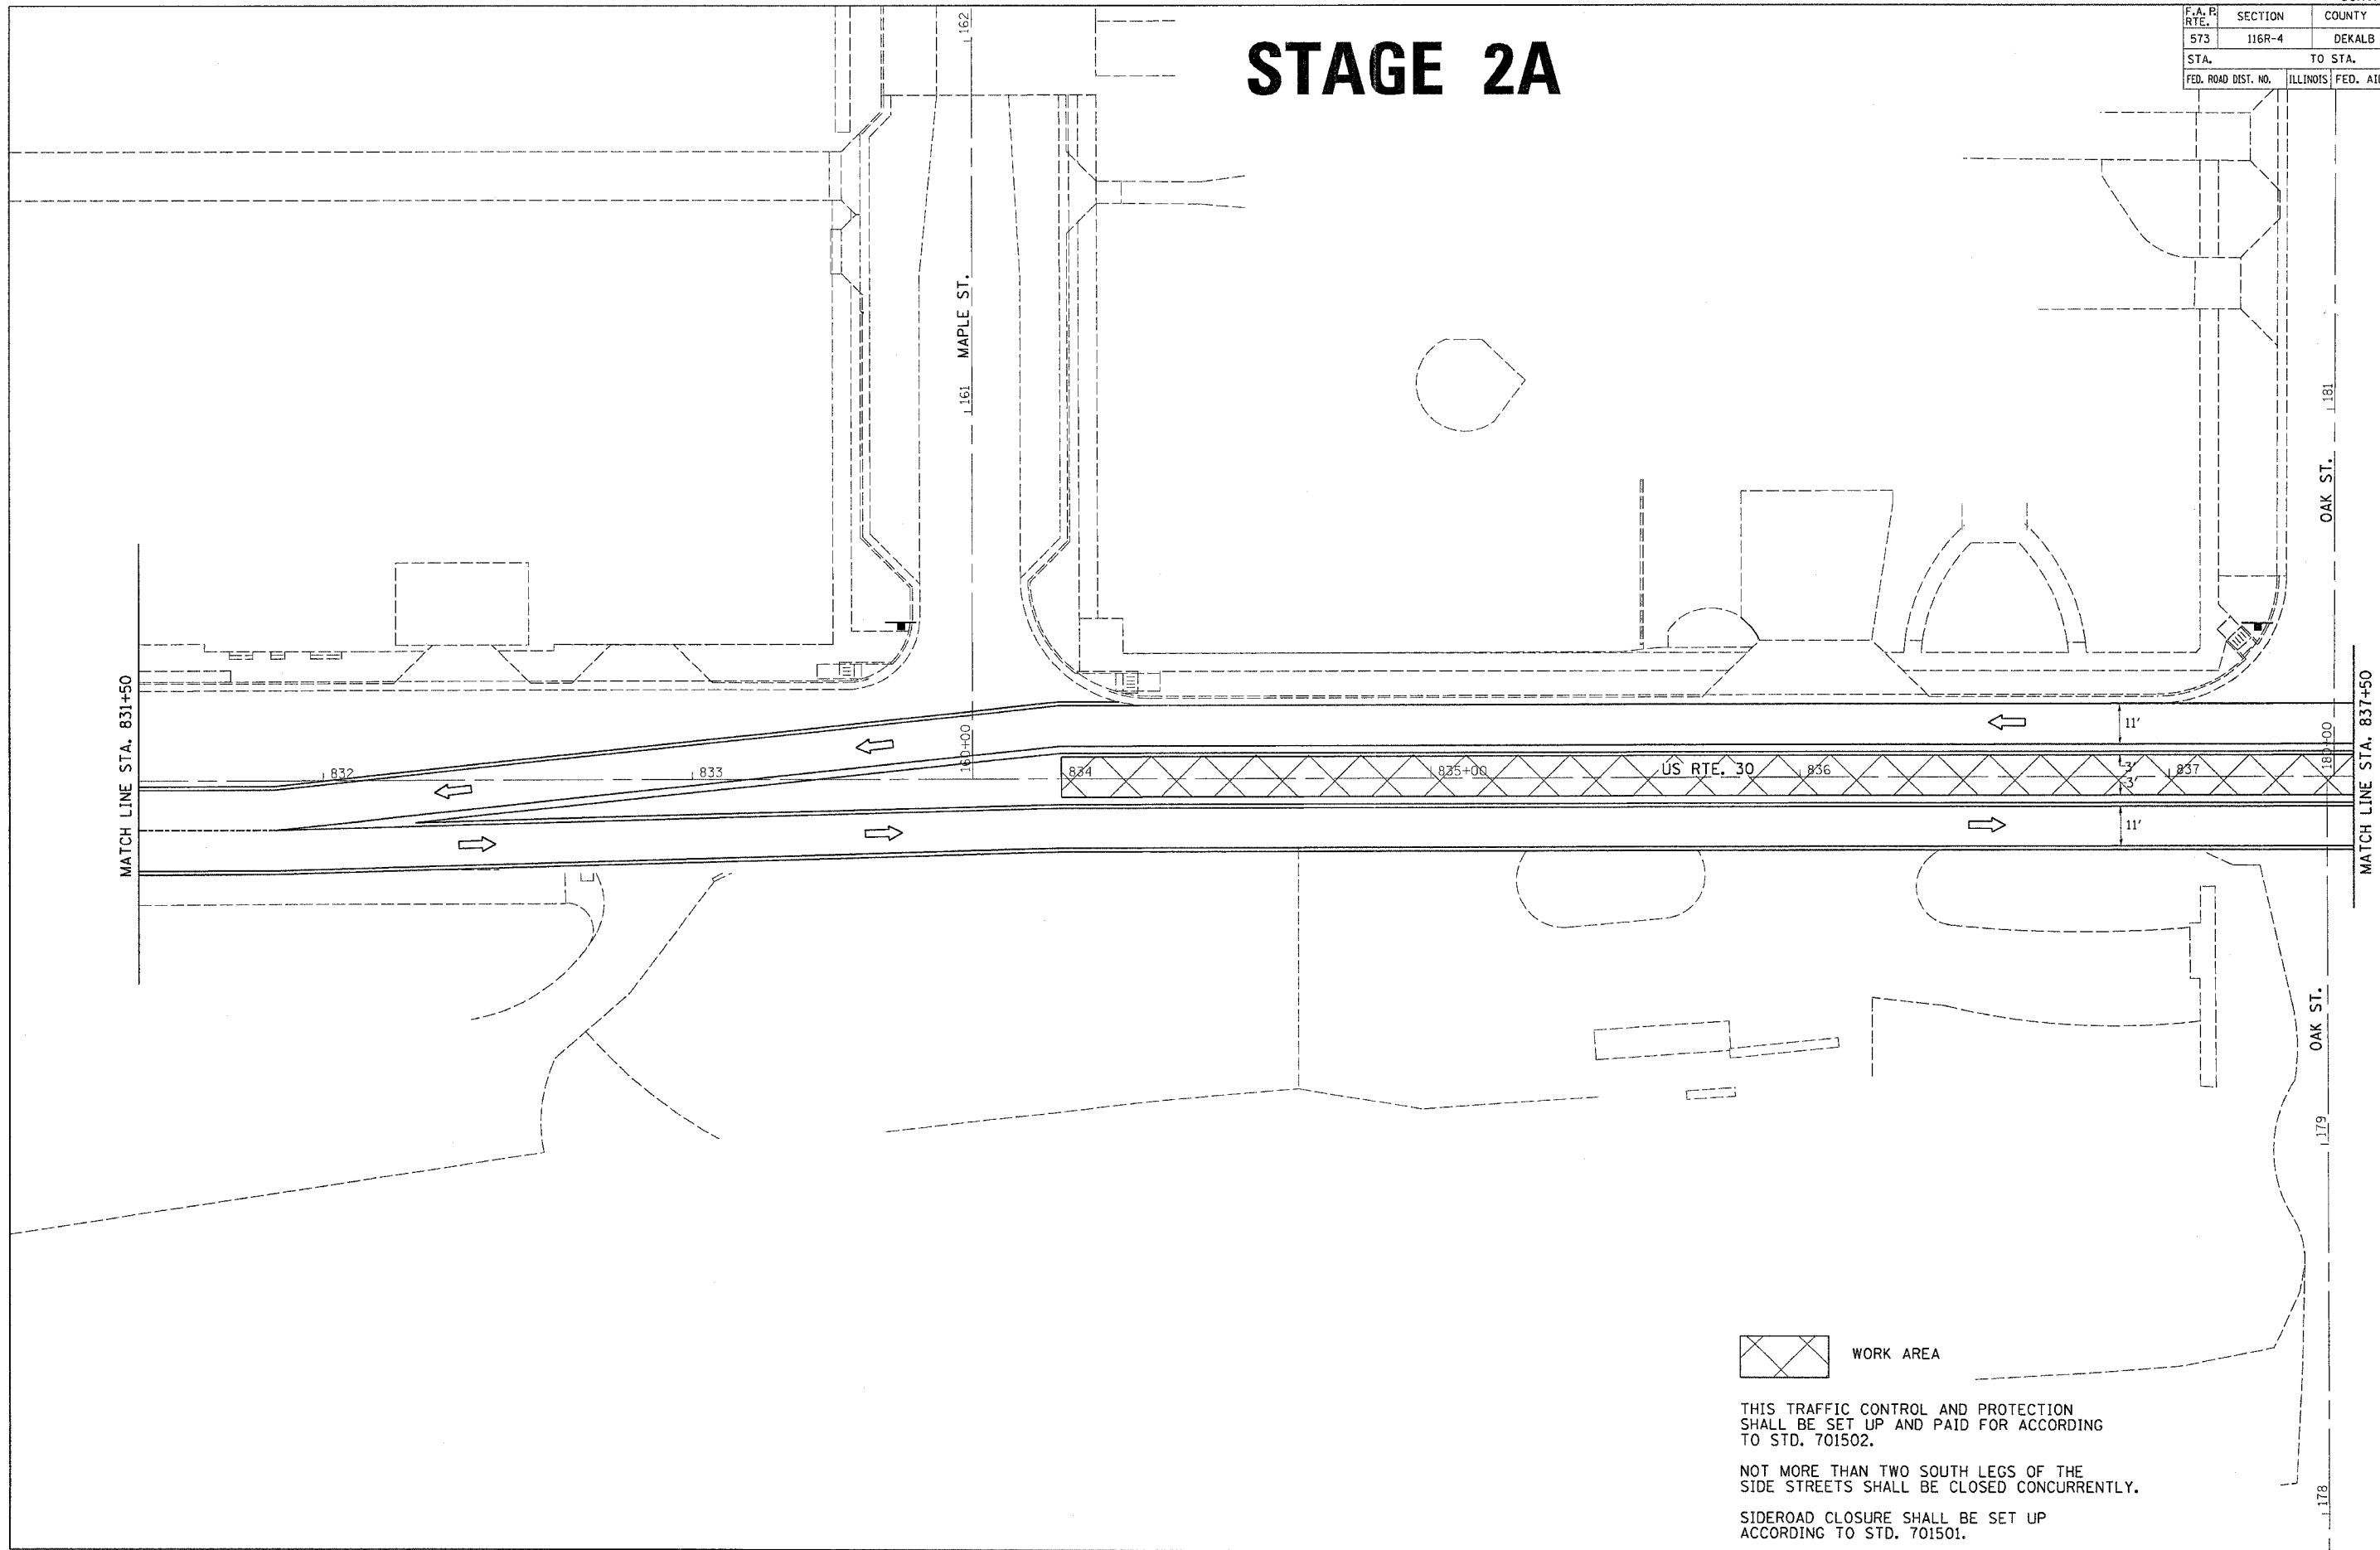 STAGE 2A
F.A.P. SECTION COUNTY
RTE.
573 116R-4 DEKALB
STA. TO STA.
FED. ROAD DIST. NO. ILLINOIS FED.
162
161 MAPLE ST.
160+00
181
OAK ST.
180+00
MATCH LINE STA. 831+50
832
833
834
835+00
US RTE. 30
836
837
11'
3'
3'
11'
MATCH LINE STA. 837+50
OAK ST.
179
178
WORK AREA
THIS TRAFFIC CONTROL AND PROTECTION
SHALL BE SET UP AND PAID FOR ACCORDING
TO STD. 701502.
NOT MORE THAN TWO SOUTH LEGS OF THE
SIDE STREETS SHALL BE CLOSED CONCURRENTLY.
SIDEROAD CLOSURE SHALL BE SET UP
ACCORDING TO STD. 701501.